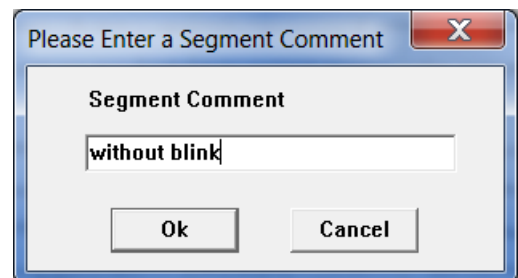 Please Enter a Segment Comment X
Segment Comment
without blink
Ok Cancel